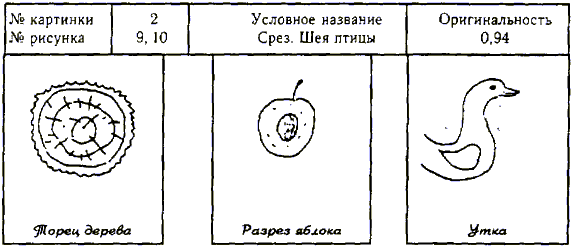 № картинки 2 Условное название Оригинальность
№ рисунка 9, 10 Срез. Шея птицы 0,94
Торец дерева Разрез яблока Утка